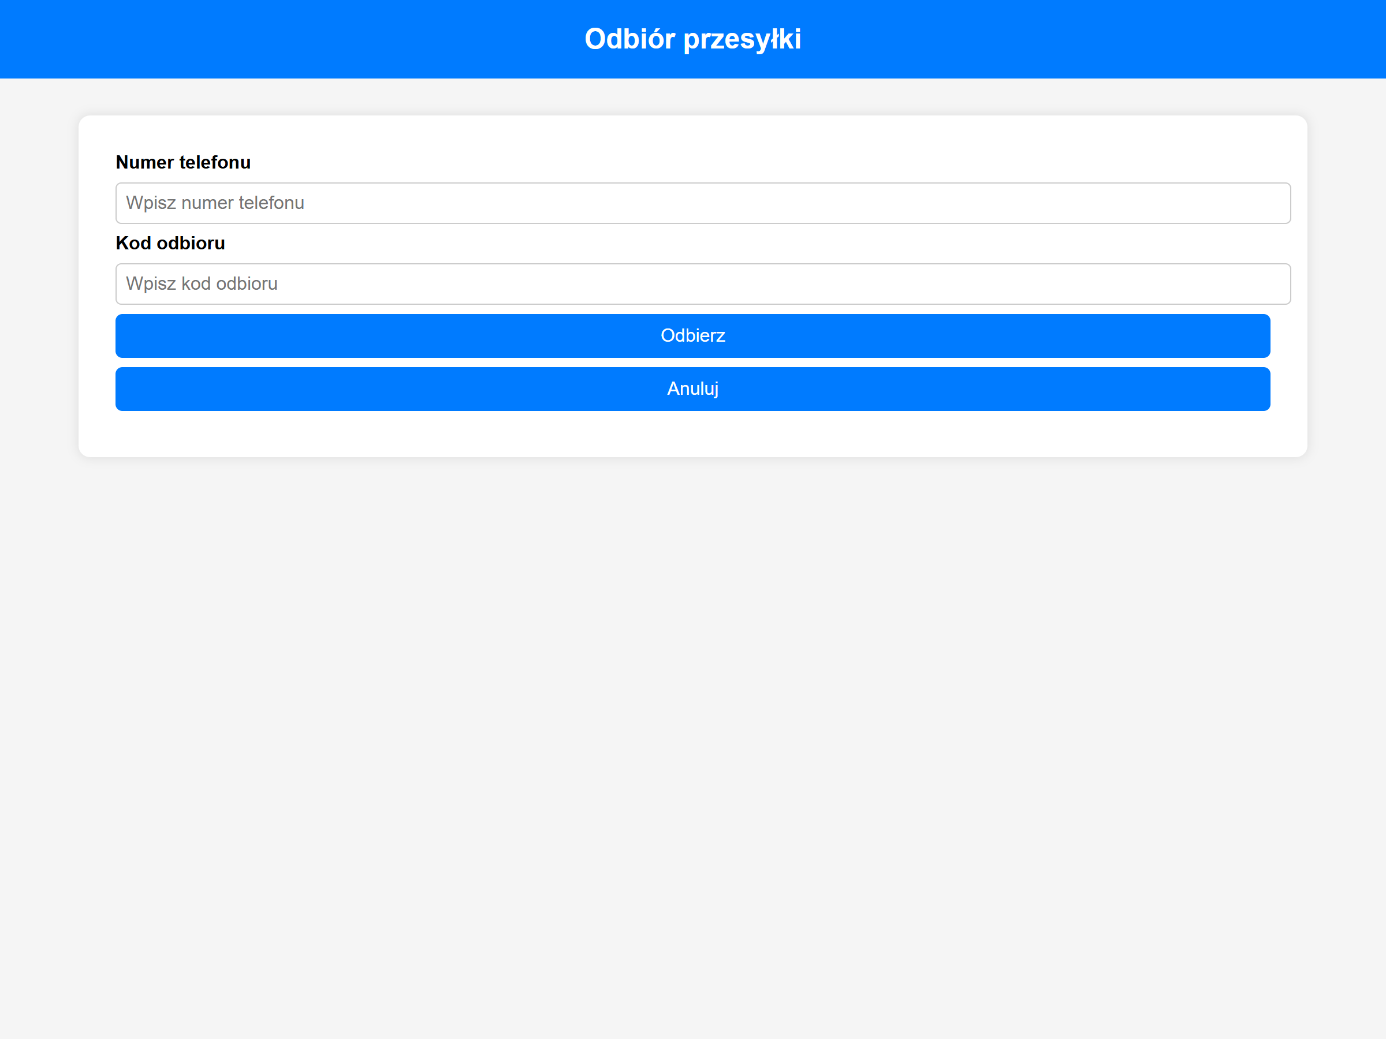 Odbiór przesyłki
Numer telefonu
Wpisz numer telefonu
Kod odbioru
Wpisz kod odbioru
Odbierz
Anuluj